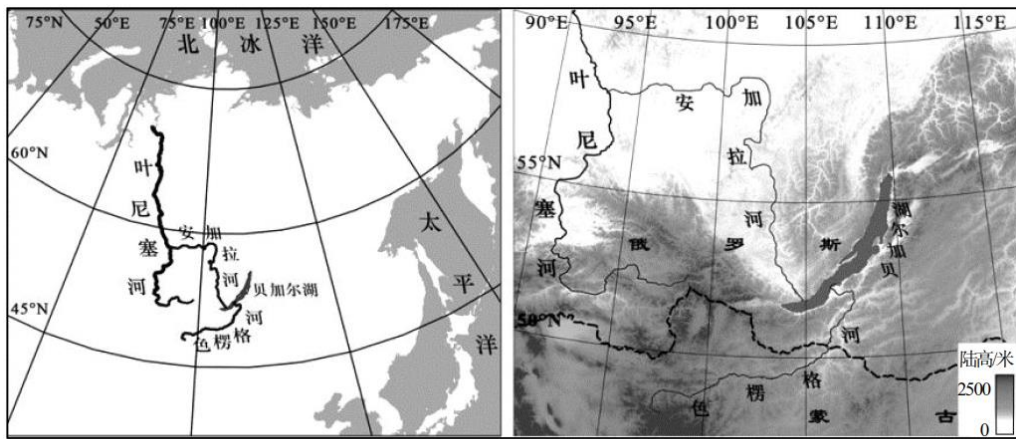 75°N
75°E
100°E
125°E
150°E
175°E
北冰洋
60°N
叶尼塞河
安加拉河
贝加尔湖
色楞格河
45°N
太平洋
90°E
95°E
100°E
105°E
110°E
115°E
叶尼塞河
安加拉河
55°N
俄罗斯
贝加尔湖
50°N
色楞格河
蒙古
陆高/米
2500
0